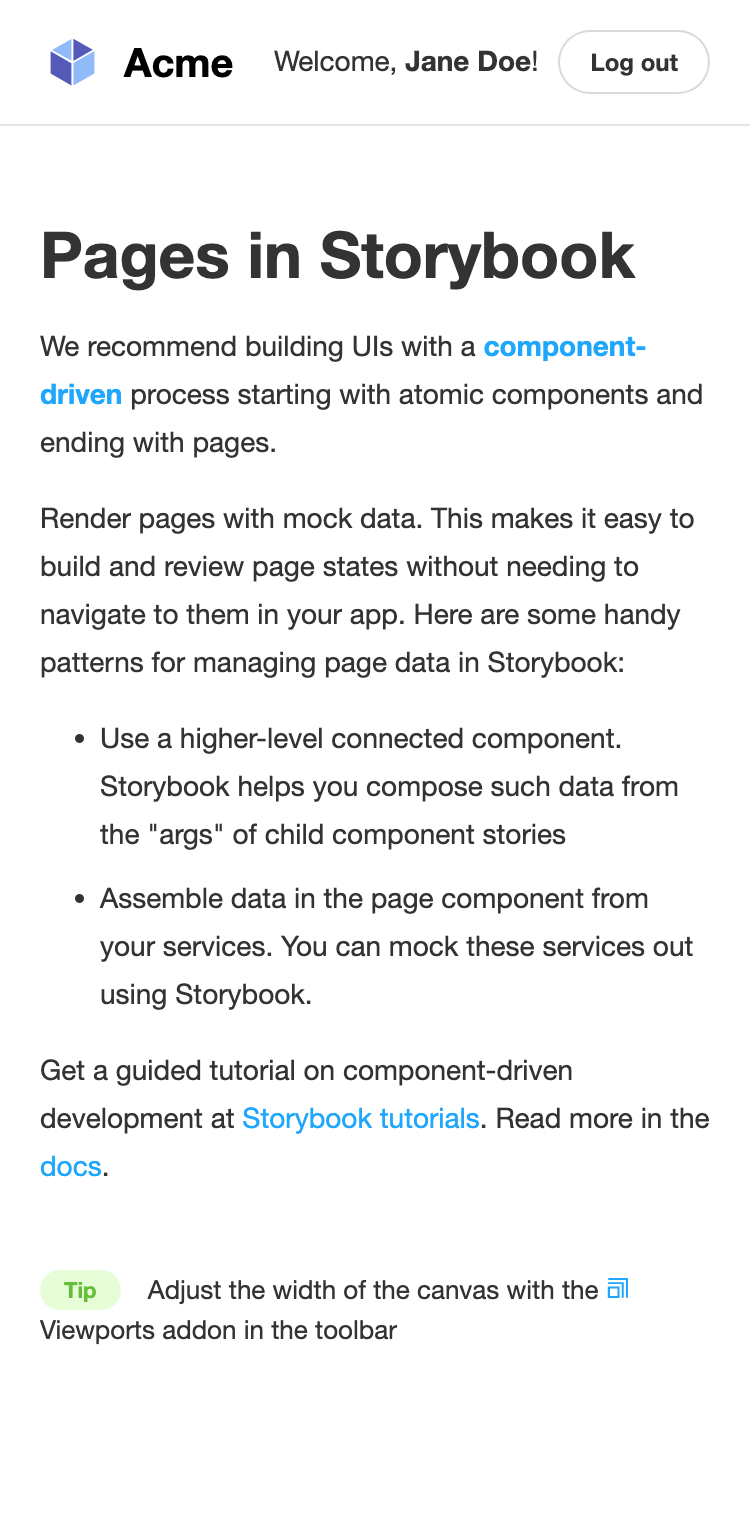 Acme
Welcome, Jane Doe!
Log out
Pages in Storybook
We recommend building UIs with a component-
driven process starting with atomic components and
ending with pages.
Render pages with mock data. This makes it easy to
build and review page states without needing to
navigate to them in your app. Here are some handy
patterns for managing page data in Storybook:
• Use a higher-level connected component.
Storybook helps you compose such data from
the "args" of child component stories
• Assemble data in the page component from
your services. You can mock these services out
using Storybook.
Get a guided tutorial on component-driven
development at Storybook tutorials. Read more in the
docs.
Tip Adjust the width of the canvas with the
Viewports addon in the toolbar